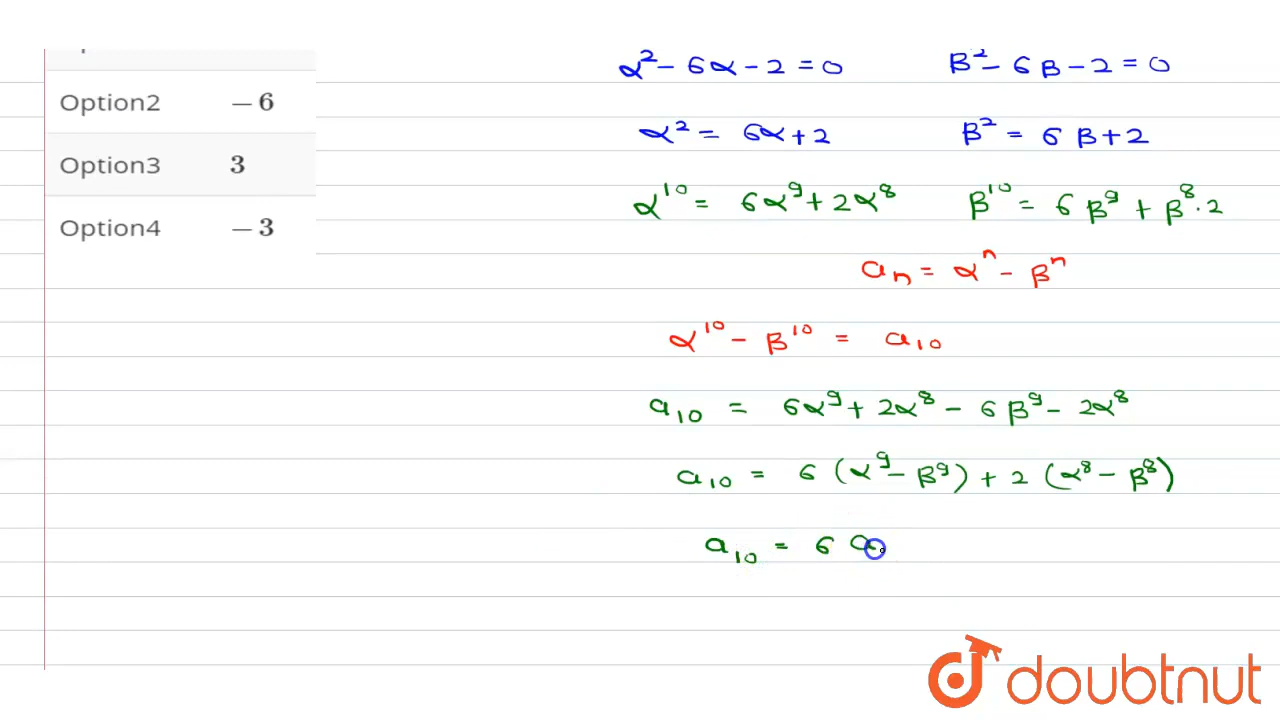 Option2 −6
Option3 3
Option4 −3
α² − 6α − 2 = 0 β² − 6β − 2 = 0
α² = 6α + 2 β² = 6β + 2
α¹⁰ = 6α⁹ + 2α⁸ β¹⁰ = 6β⁹ + β⁸·2
aₙ = αⁿ − βⁿ
α¹⁰ − β¹⁰ = a₁₀
a₁₀ = 6α⁹ + 2α⁸ − 6β⁹ − 2α⁸
a₁₀ = 6(α⁹ − β⁹) + 2(α⁸ − β⁸)
a₁₀ = 6 a
doubtnut